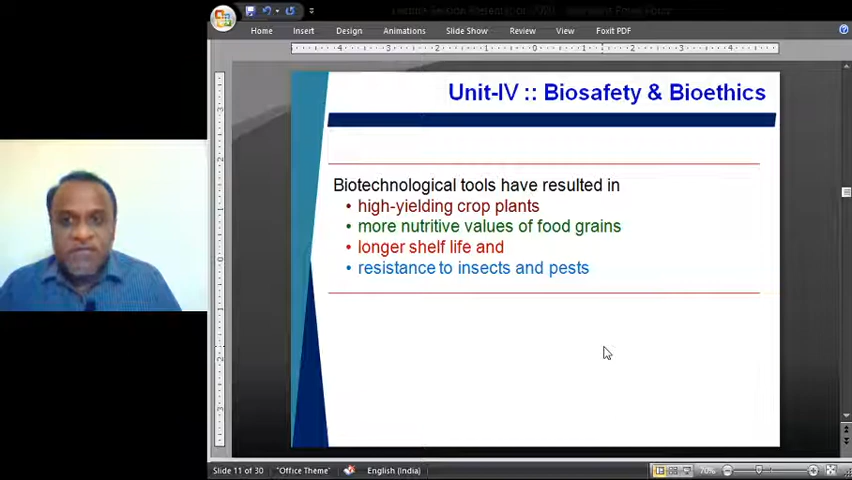 Home Insert Design Animations Slide Show Review View Foxit PDF
Unit-IV :: Biosafety & Bioethics
Biotechnological tools have resulted in
• high-yielding crop plants
• more nutritive values of food grains
• longer shelf life and
• resistance to insects and pests
Slide 11 of 30 "Office Theme" English (India) 70%